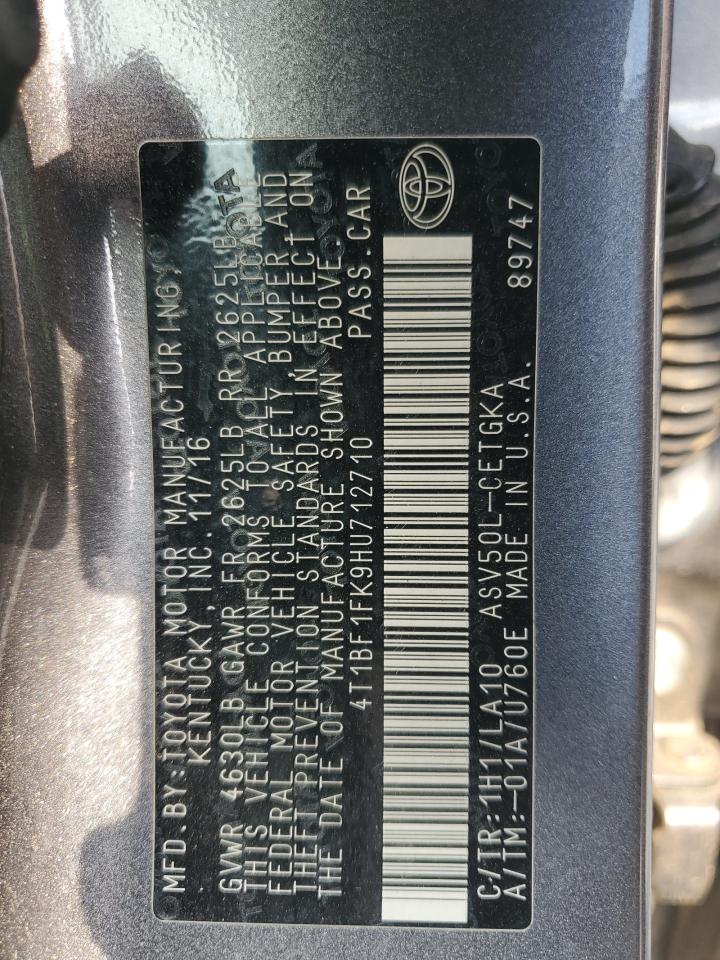 MFD.BY:TOYOTA MOTOR MANUFACTURING,
KENTUCKY, INC. 11/16
GVWR 4630LB GAWR FR 2625LB RR 2625LB
THIS VEHICLE CONFORMS TO ALL APPLICABLE
FEDERAL MOTOR VEHICLE SAFETY, BUMPER, AND
THEFT PREVENTION STANDARDS IN EFFECT ON
THE DATE OF MANUFACTURE SHOWN ABOVE.
4T1BF1FK9HU712710 PASS.CAR
C/TR:1H1/LA10 ASV50L-CETGKA
A/TM:-01A/U760E MADE IN U.S.A. 89747